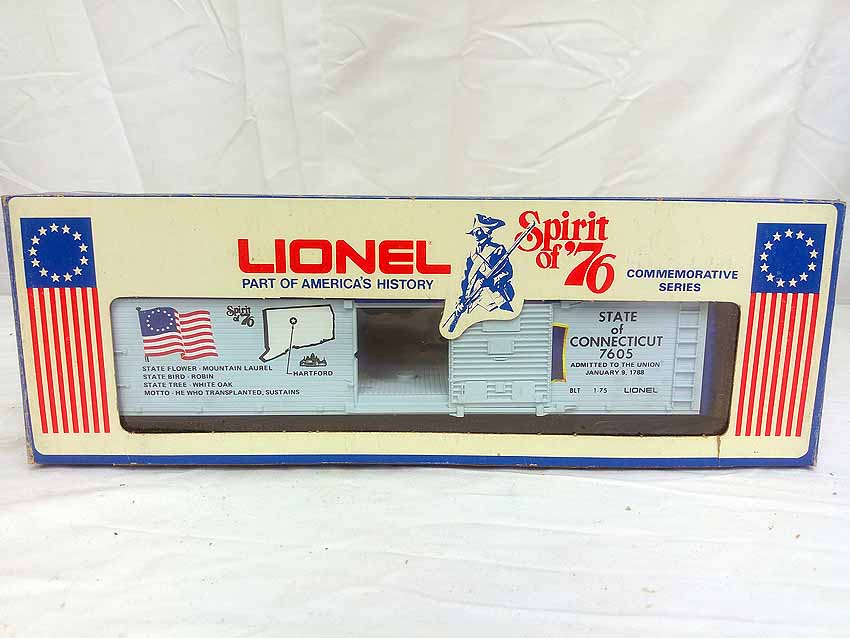 LIONEL
PART OF AMERICA'S HISTORY
Spirit
of '76
COMMEMORATIVE
SERIES
Spirit
of '76
HARTFORD
STATE FLOWER - MOUNTAIN LAUREL
STATE BIRD - ROBIN
STATE TREE - WHITE OAK
MOTTO - HE WHO TRANSPLANTED, SUSTAINS
STATE
of
CONNECTICUT
7605
ADMITTED TO THE UNION
JANUARY 9, 1788
BLT 1-75 LIONEL